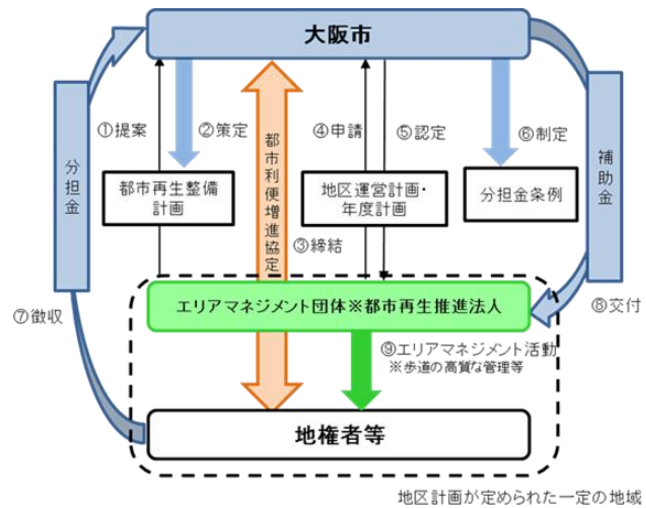 大阪市
①提案
②策定
④申請
⑤認定
⑥制定
分担金
都市再生整備
計画
都市利便増進協定
地区運営計画・
年度計画
分担金条例
補助金
③締結
エリアマネジメント団体※都市再生推進法人
⑦徴収
⑧交付
⑨エリアマネジメント活動
※歩道の高質な管理等
地権者等
地区計画が定められた一定の地域